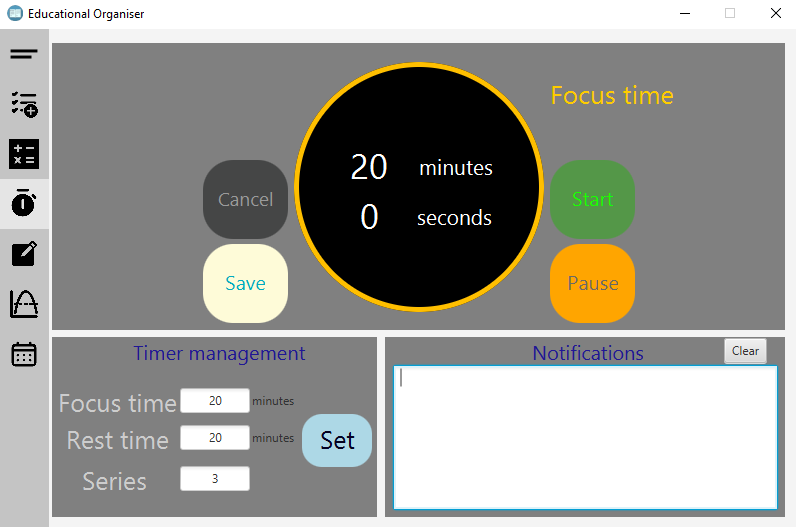 Educational Organiser
Focus time
20 minutes
0 seconds
Cancel
Start
Save
Pause
Timer management
Focus time 20 minutes
Rest time 20 minutes
Set
Series 3
Notifications
Clear